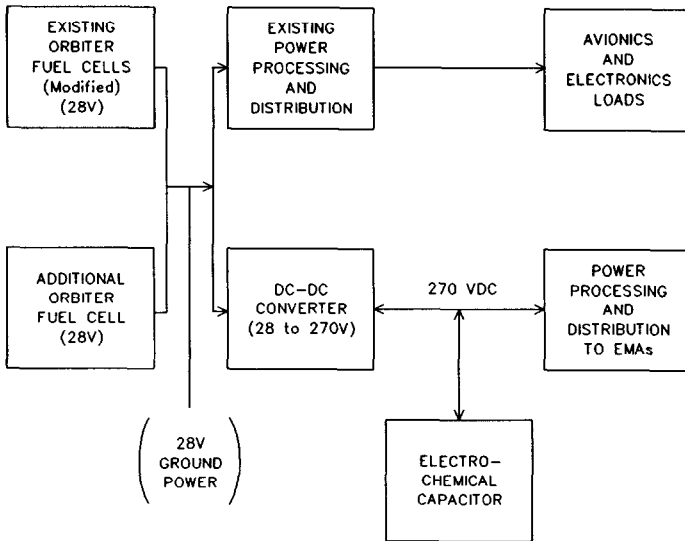 EXISTING
ORBITER
FUEL CELLS
(Modified)
(28V)
EXISTING
POWER
PROCESSING
AND
DISTRIBUTION
AVIONICS
AND
ELECTRONICS
LOADS
ADDITIONAL
ORBITER
FUEL CELL
(28V)
DC-DC
CONVERTER
(28 to 270V)
270 VDC
POWER
PROCESSING
AND
DISTRIBUTION
TO EMAs
28V
GROUND
POWER
ELECTRO-
CHEMICAL
CAPACITOR